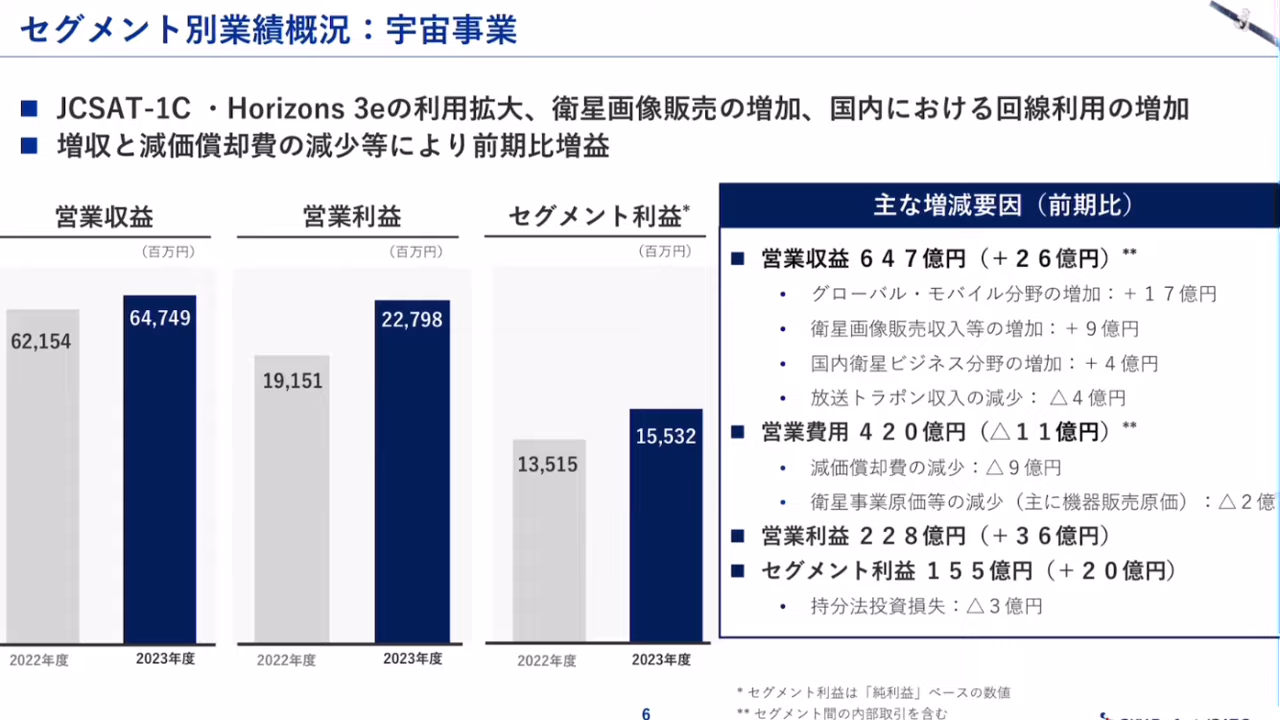 セグメント別業績概況：宇宙事業
■ JCSAT-1C ・Horizons 3eの利用拡大、衛星画像販売の増加、国内における回線利用の増加
■ 増収と減価償却費の減少等により前期比増益
営業収益
（百万円）
62,154
64,749
2022年度
2023年度
営業利益
（百万円）
19,151
22,798
2022年度
2023年度
セグメント利益*
（百万円）
13,515
15,532
2022年度
2023年度
主な増減要因（前期比）
■ 営業収益 ６４７億円（＋２６億円）**
• グローバル・モバイル分野の増加：＋１７億円
• 衛星画像販売収入等の増加：＋９億円
• 国内衛星ビジネス分野の増加：＋４億円
• 放送トラポン収入の減少： △４億円
■ 営業費用 ４２０億円（△１１億円）**
• 減価償却費の減少：△９億円
• 衛星事業原価等の減少（主に機器販売原価）：△２億
■ 営業利益 ２２８億円（＋３６億円）
■ セグメント利益 １５５億円（＋２０億円）
• 持分法投資損失：△３億円
* セグメント利益は「純利益」ベースの数値
** セグメント間の内部取引を含む
6